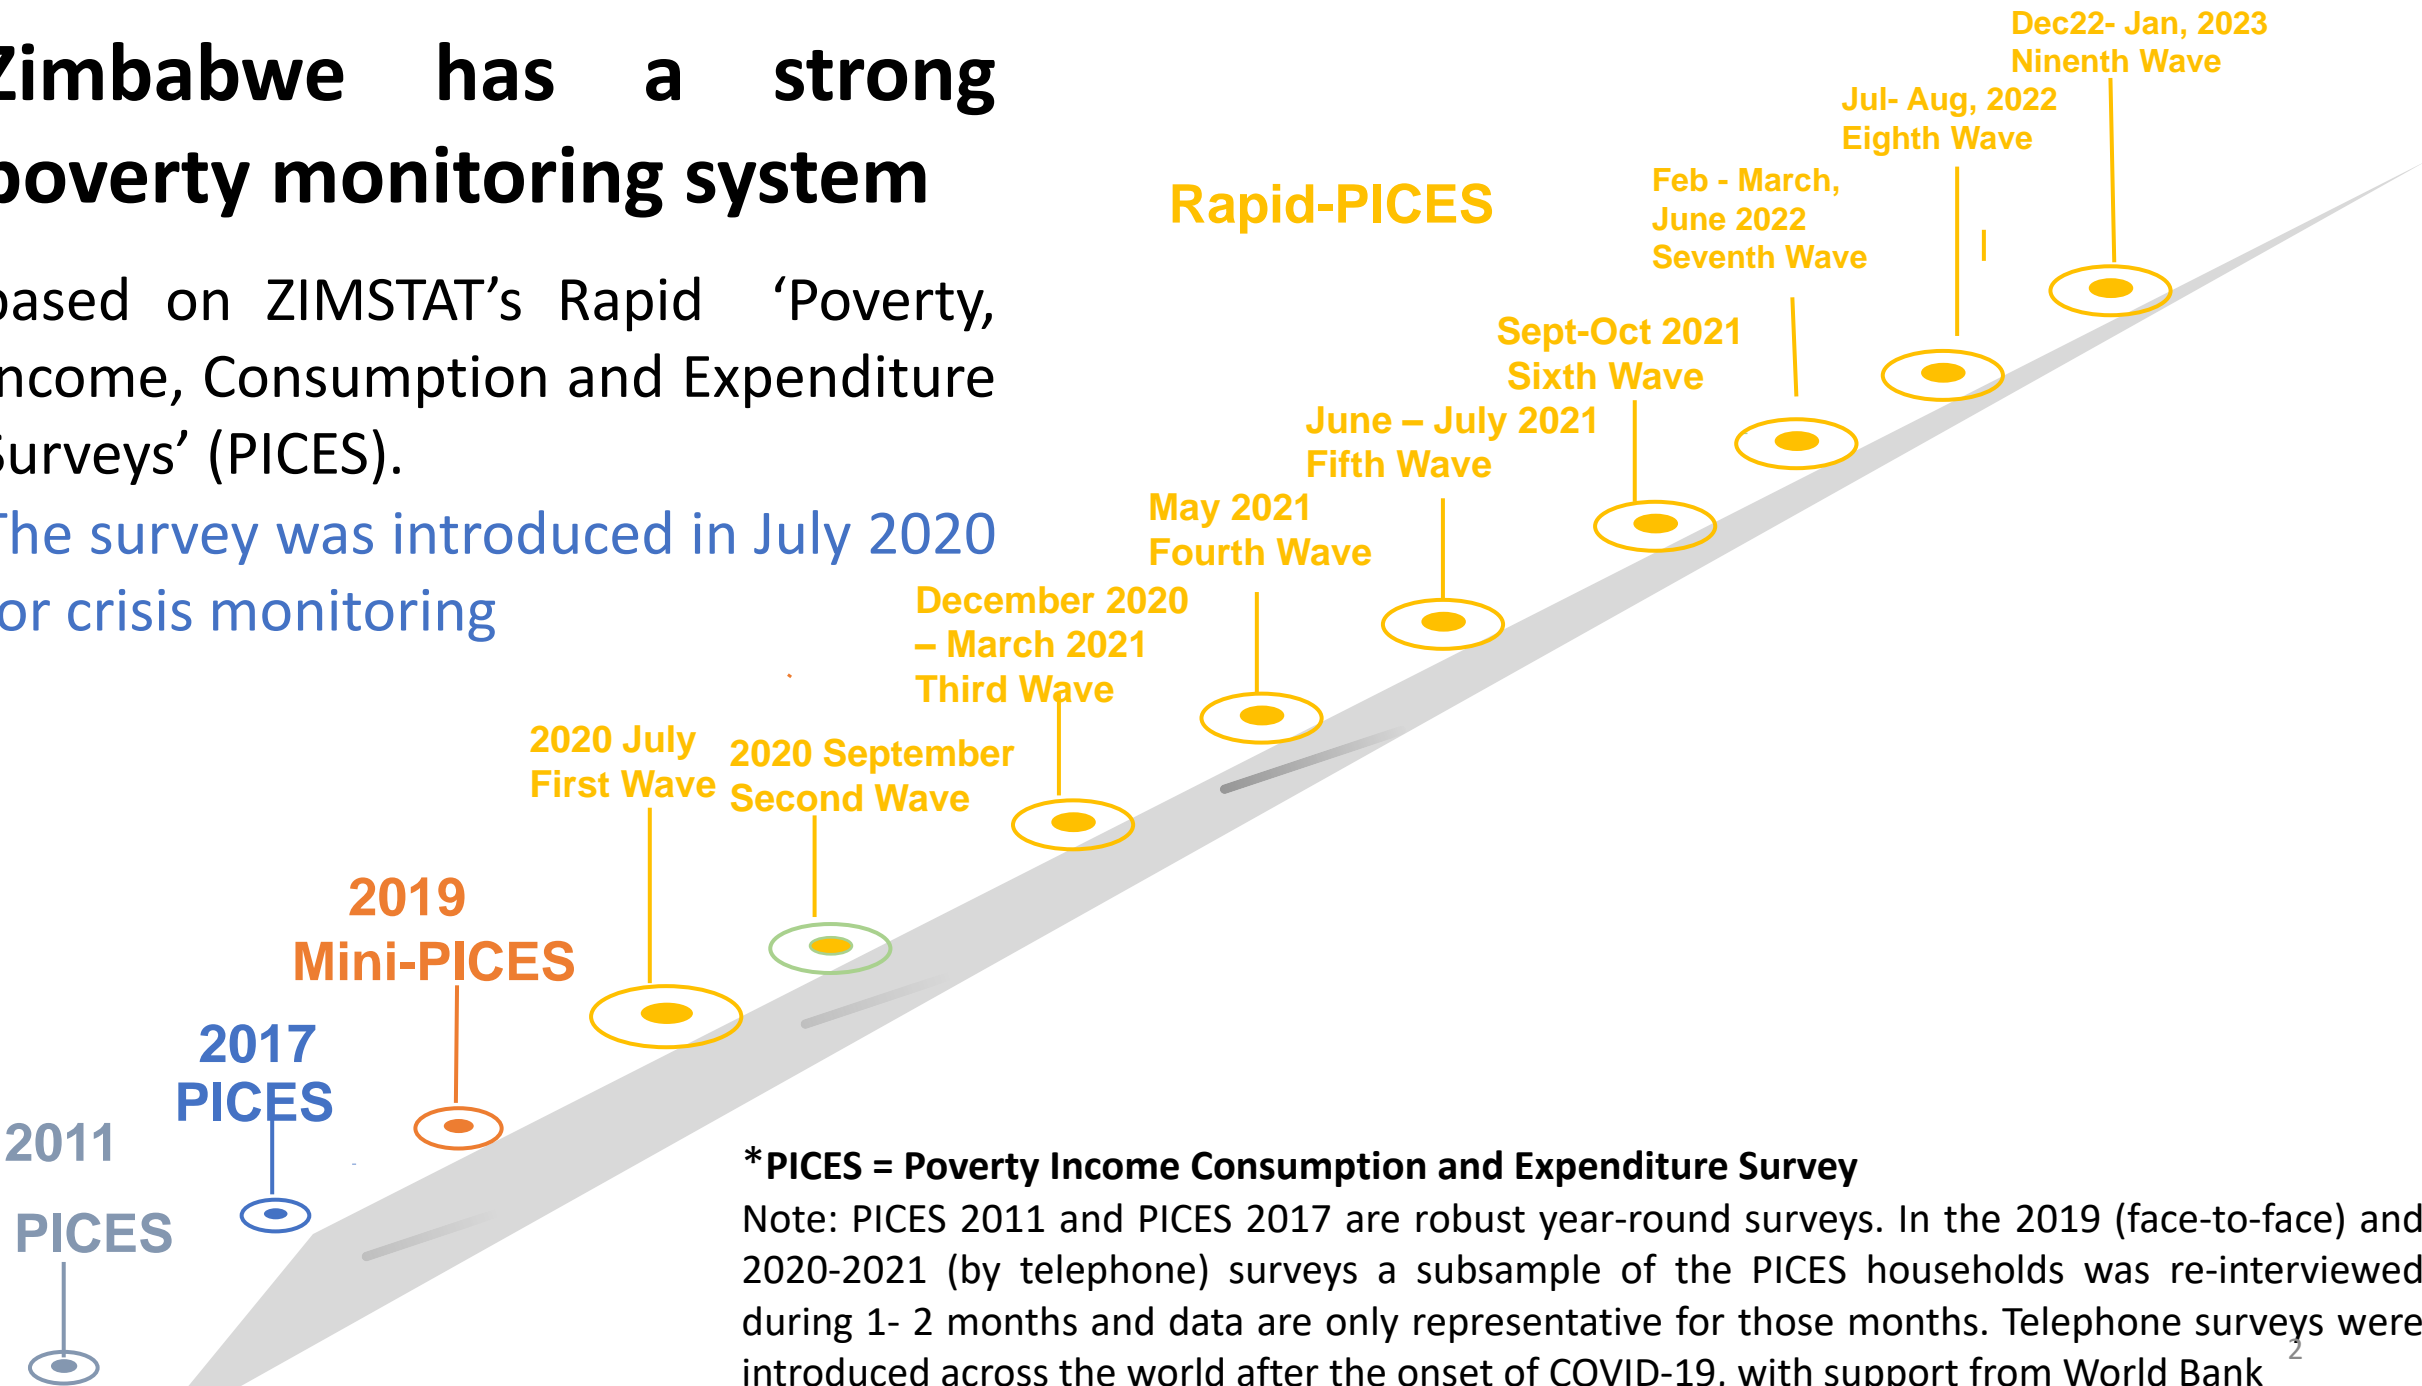 Zimbabwe has a strong
poverty monitoring system
based on ZIMSTAT's Rapid 'Poverty,
Income, Consumption and Expenditure
Surveys' (PICES).
The survey was introduced in July 2020
for crisis monitoring
Rapid-PICES
2011
PICES
2017
PICES
2019
Mini-PICES
2020 July
First Wave
2020 September
Second Wave
December 2020
– March 2021
Third Wave
May 2021
Fourth Wave
June – July 2021
Fifth Wave
Sept-Oct 2021
Sixth Wave
Feb - March,
June 2022
Seventh Wave
Jul- Aug, 2022
Eighth Wave
Dec22- Jan, 2023
Ninenth Wave
*PICES = Poverty Income Consumption and Expenditure Survey
Note: PICES 2011 and PICES 2017 are robust year-round surveys. In the 2019 (face-to-face) and
2020-2021 (by telephone) surveys a subsample of the PICES households was re-interviewed
during 1- 2 months and data are only representative for those months. Telephone surveys were
introduced across the world after the onset of COVID-19, with support from World Bank
2